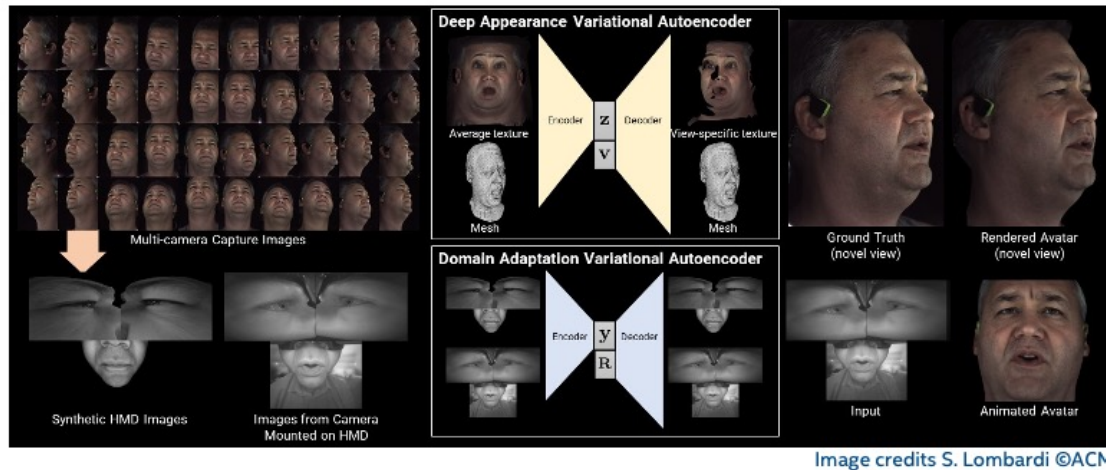 Deep Appearance Variational Autoencoder
Average texture
Encoder
z
v
Decoder
View-specific texture
Mesh
Mesh
Multi-camera Capture Images
Ground Truth
(novel view)
Rendered Avatar
(novel view)
Domain Adaptation Variational Autoencoder
Encoder
y
R
Decoder
Synthetic HMD Images
Images from Camera
Mounted on HMD
Input
Animated Avatar
Image credits S. Lombardi ©ACM